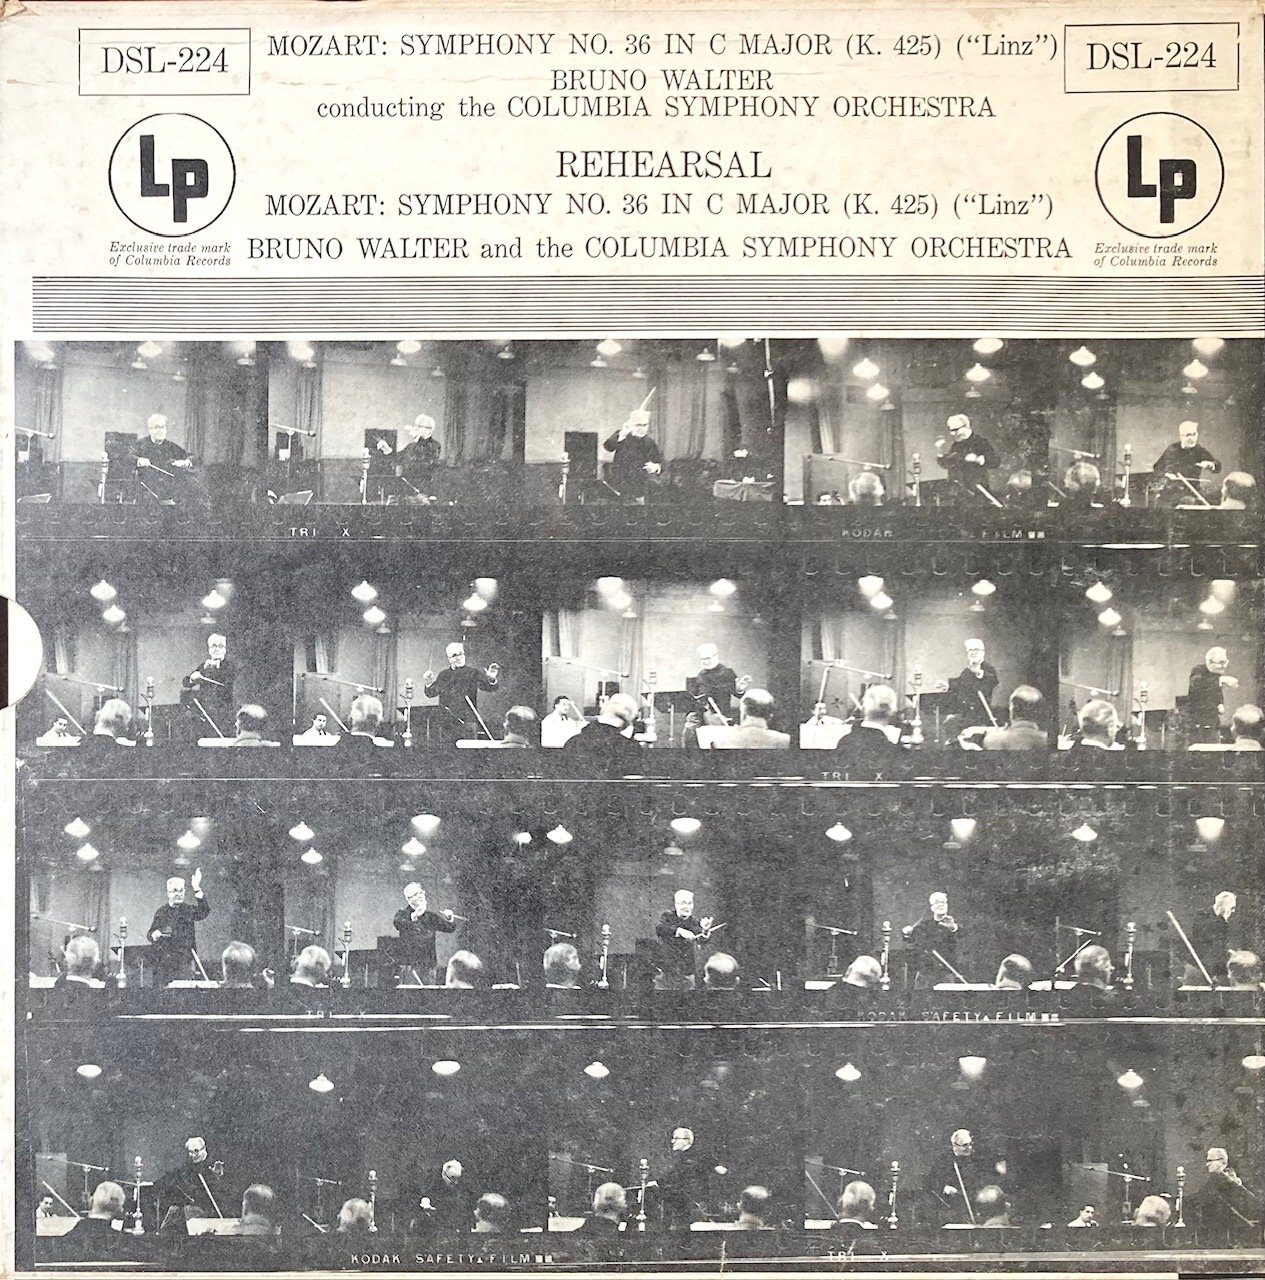 DSL-224
MOZART: SYMPHONY NO. 36 IN C MAJOR (K. 425) (“Linz”)
DSL-224
BRUNO WALTER
conducting the COLUMBIA SYMPHONY ORCHESTRA
LP
Exclusive trade mark
of Columbia Records
REHEARSAL
MOZART: SYMPHONY NO. 36 IN C MAJOR (K. 425) (“Linz”)
BRUNO WALTER and the COLUMBIA SYMPHONY ORCHESTRA
LP
Exclusive trade mark
of Columbia Records
TRI X
KODAK FILM
TRI X
TRI X
KODAK SAFETY FILM
KODAK SAFETY FILM
TRI X